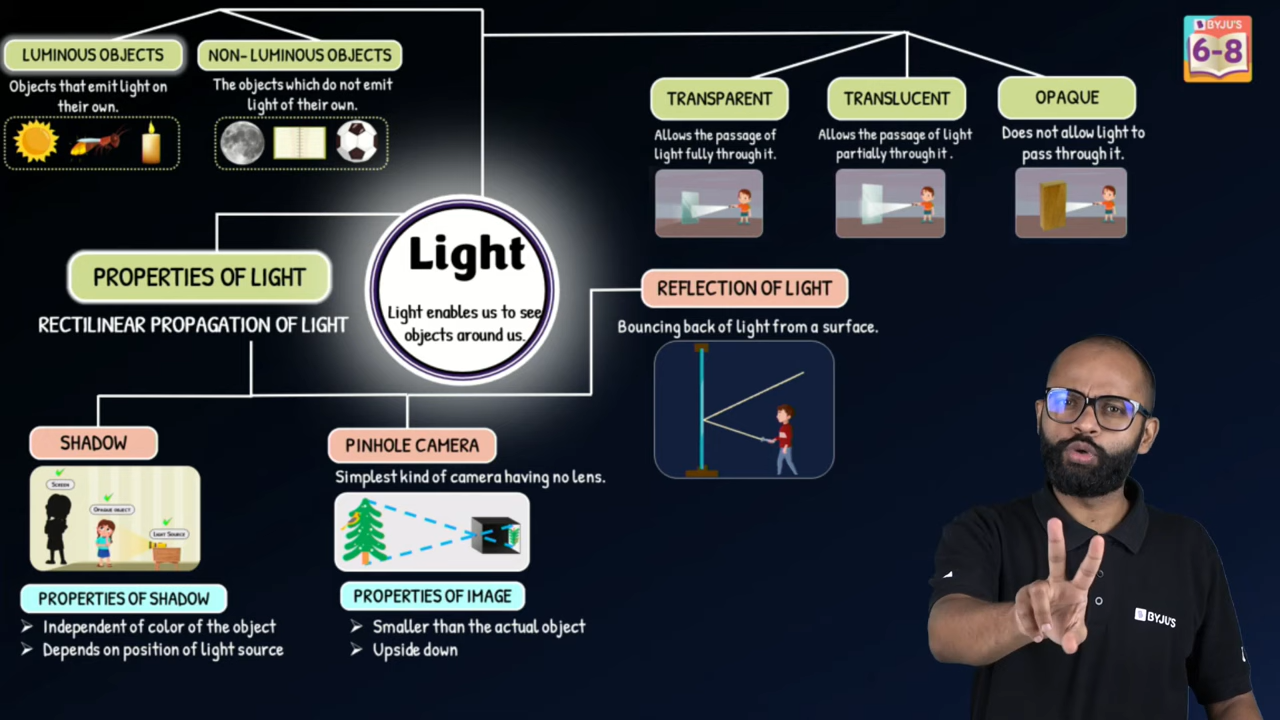 LUMINOUS OBJECTS
Objects that emit light on
their own.
NON-LUMINOUS OBJECTS
The objects which do not emit
light of their own.
TRANSPARENT
Allows the passage of
light fully through it.
TRANSLUCENT
Allows the passage of light
partially through it .
OPAQUE
Does not allow light to
pass through it.
BYJU'S
6-8
Light
Light enables us to see
objects around us.
PROPERTIES OF LIGHT
RECTILINEAR PROPAGATION OF LIGHT
REFLECTION OF LIGHT
Bouncing back of light from a surface.
SHADOW
Screen
Opaque object
Light Source
PROPERTIES OF SHADOW
➢ Independent of color of the object
➢ Depends on position of light source
PINHOLE CAMERA
Simplest kind of camera having no lens.
PROPERTIES OF IMAGE
➢ Smaller than the actual object
➢ Upside down
BYJU'S